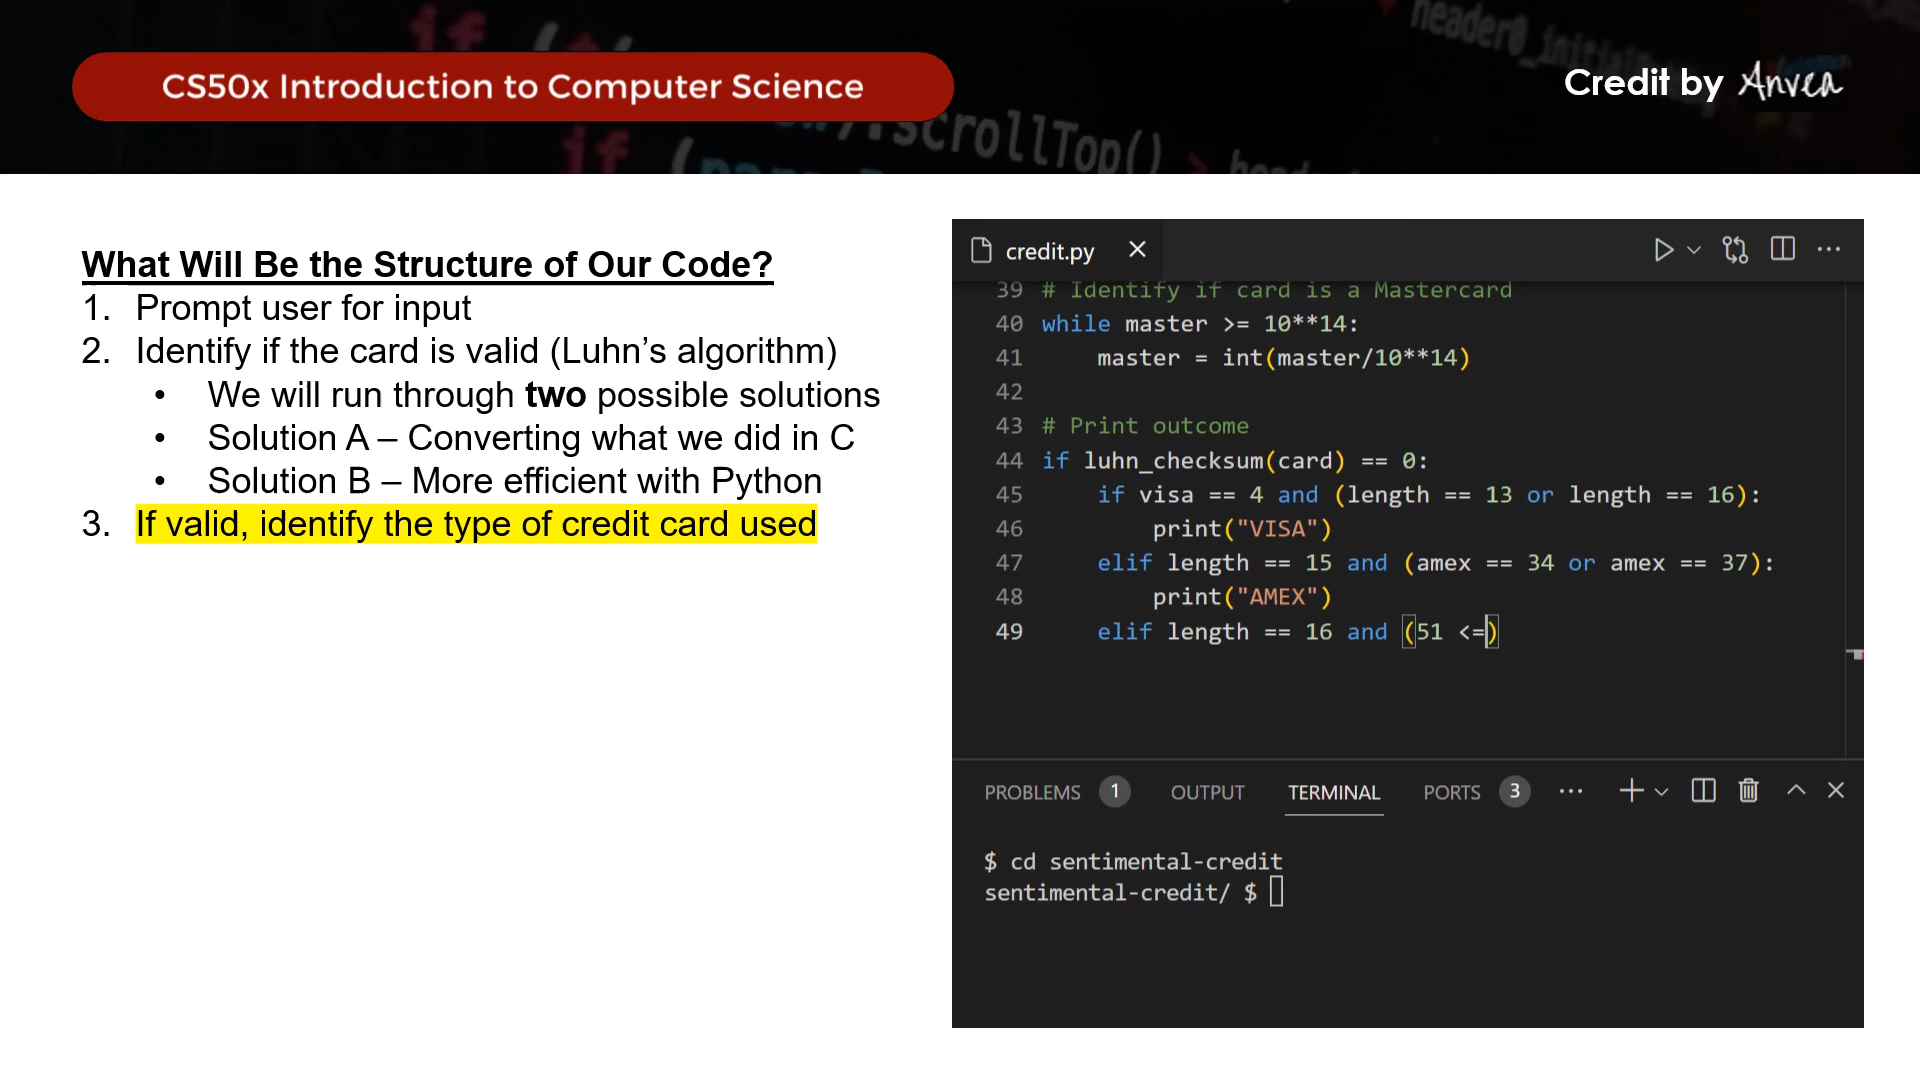 if (t/
header0_initial
CS50x Introduction to Computer Science
Credit by Anvea
.scrollTop() > head
if (
What Will Be the Structure of Our Code?
1. Prompt user for input
2. Identify if the card is valid (Luhn’s algorithm)
• We will run through two possible solutions
• Solution A – Converting what we did in C
• Solution B – More efficient with Python
3. If valid, identify the type of credit card used
credit.py
39 # Identify if card is a Mastercard
40 while master >= 10**14:
41 master = int(master/10**14)
42
43 # Print outcome
44 if luhn_checksum(card) == 0:
45 if visa == 4 and (length == 13 or length == 16):
46 print("VISA")
47 elif length == 15 and (amex == 34 or amex == 37):
48 print("AMEX")
49 elif length == 16 and (51 <=)
PROBLEMS 1 OUTPUT TERMINAL PORTS 3
$ cd sentimental-credit
sentimental-credit/ $